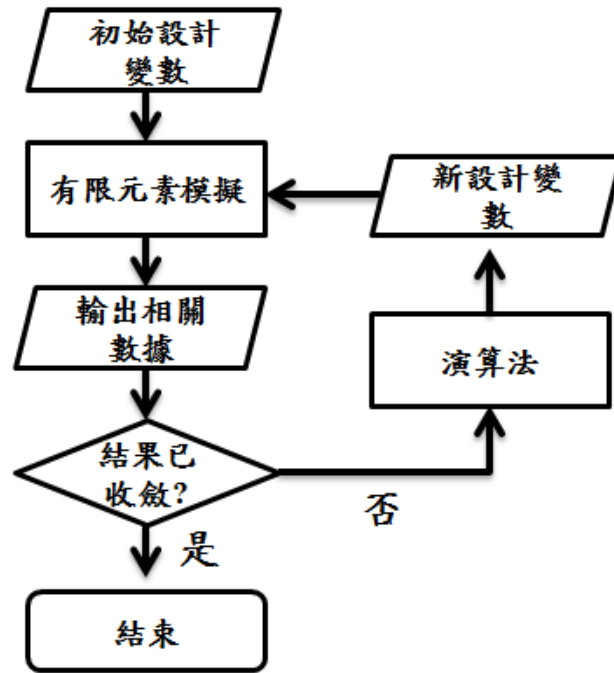 初始設計
變數
有限元素模擬
新設計變
數
輸出相關
數據
演算法
結果已
收斂?
否
是
結束